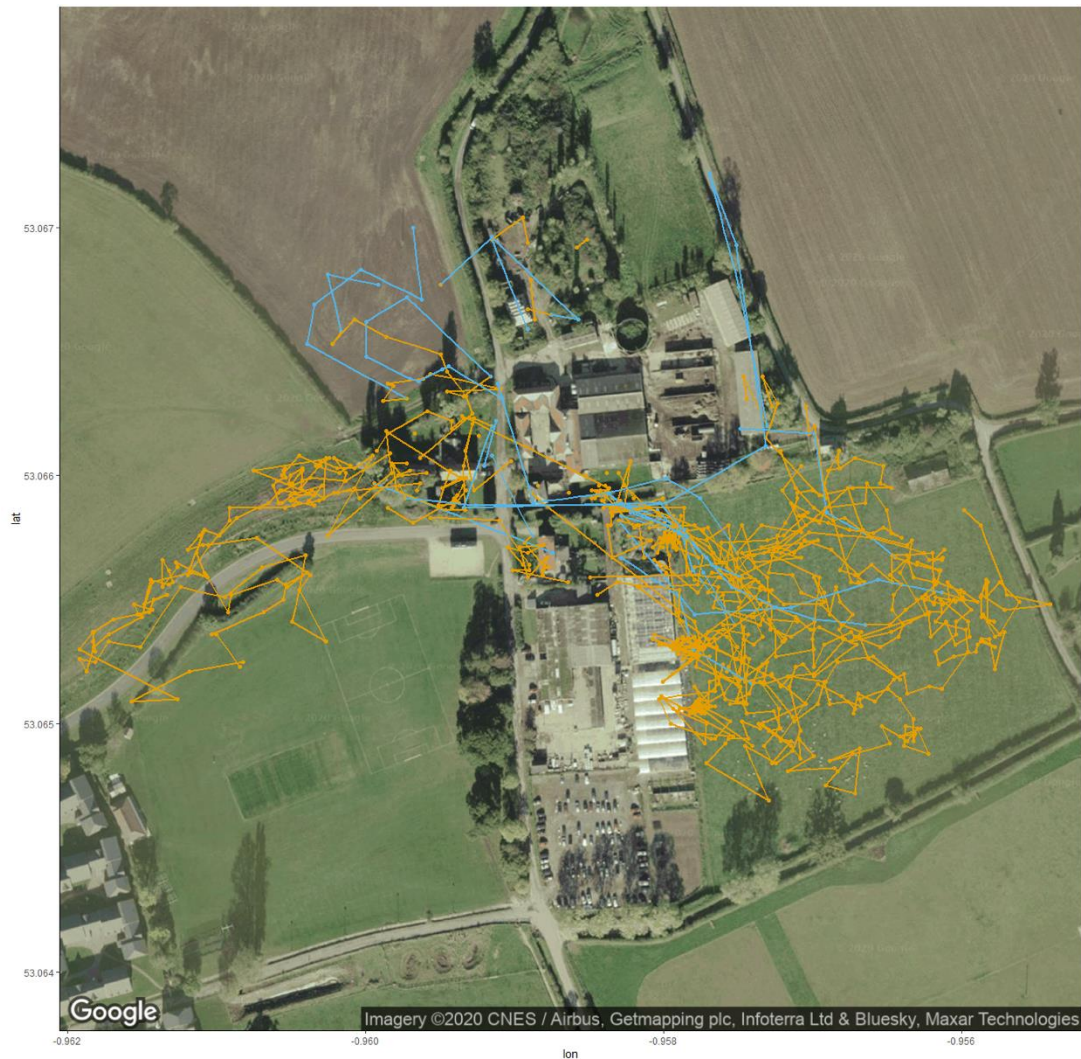 53.067
53.066
lat
53.065
53.064
Google
Imagery ©2020 CNES / Airbus, Getmapping plc, Infoterra Ltd & Bluesky, Maxar Technologies
-0.962
-0.960
-0.958
-0.956
lon